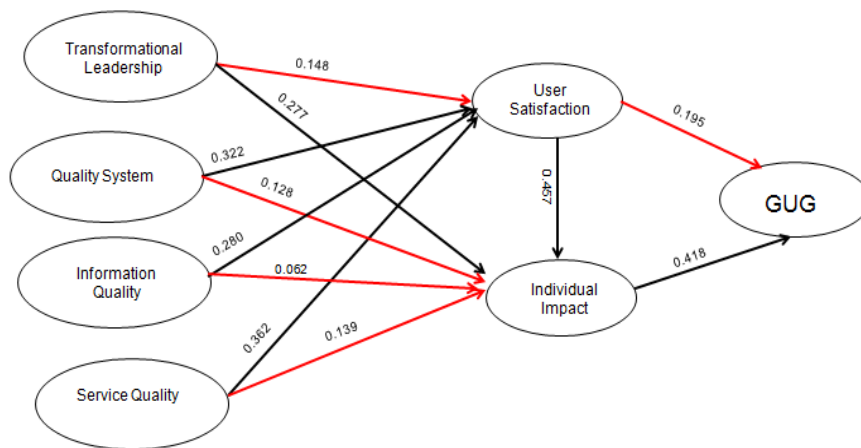 Transformational
Leadership
0.148
User
Satisfaction
0.277
0.195
0.322
Quality System
0.128
0.457
GUG
0.280
Information
Quality
0.062
Individual
Impact
0.418
0.362
0.139
Service Quality